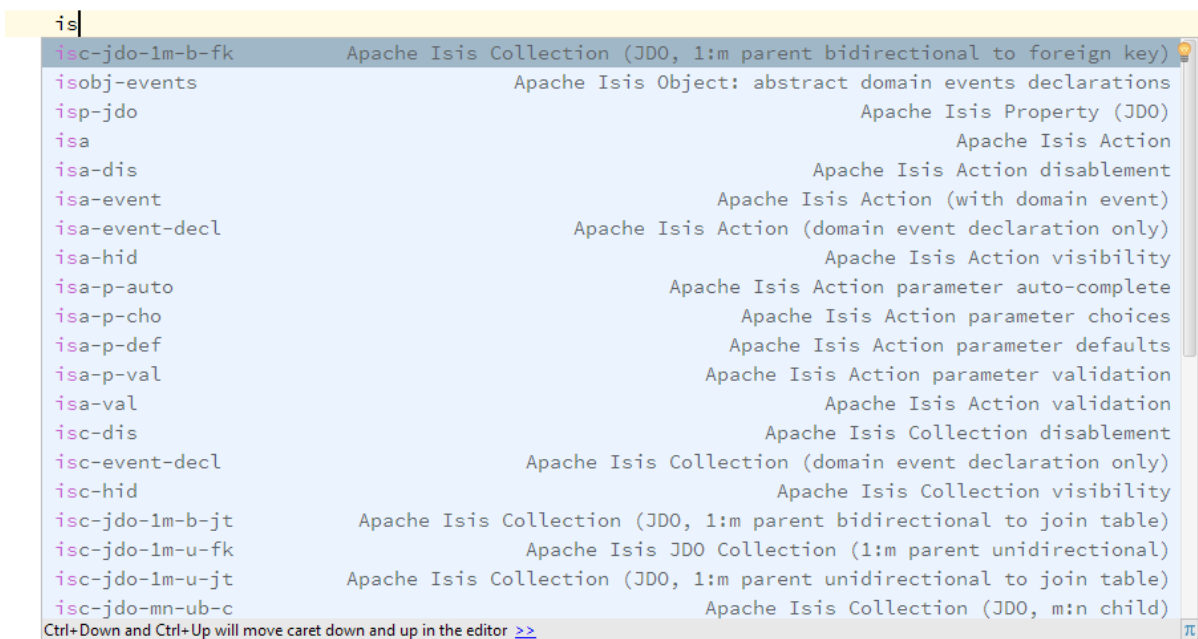 is
isc-jdo-1m-b-fk Apache Isis Collection (JDO, 1:m parent bidirectional to foreign key)
isobj-events Apache Isis Object: abstract domain events declarations
isp-jdo Apache Isis Property (JDO)
isa Apache Isis Action
isa-dis Apache Isis Action disablement
isa-event Apache Isis Action (with domain event)
isa-event-decl Apache Isis Action (domain event declaration only)
isa-hid Apache Isis Action visibility
isa-p-auto Apache Isis Action parameter auto-complete
isa-p-cho Apache Isis Action parameter choices
isa-p-def Apache Isis Action parameter defaults
isa-p-val Apache Isis Action parameter validation
isa-val Apache Isis Action validation
isc-dis Apache Isis Collection disablement
isc-event-decl Apache Isis Collection (domain event declaration only)
isc-hid Apache Isis Collection visibility
isc-jdo-1m-b-jt Apache Isis Collection (JDO, 1:m parent bidirectional to join table)
isc-jdo-1m-u-fk Apache Isis JDO Collection (1:m parent unidirectional)
isc-jdo-1m-u-jt Apache Isis Collection (JDO, 1:m parent unidirectional to join table)
isc-jdo-mn-ub-c Apache Isis Collection (JDO, m:n child)
Ctrl+Down and Ctrl+Up will move caret down and up in the editor >> π